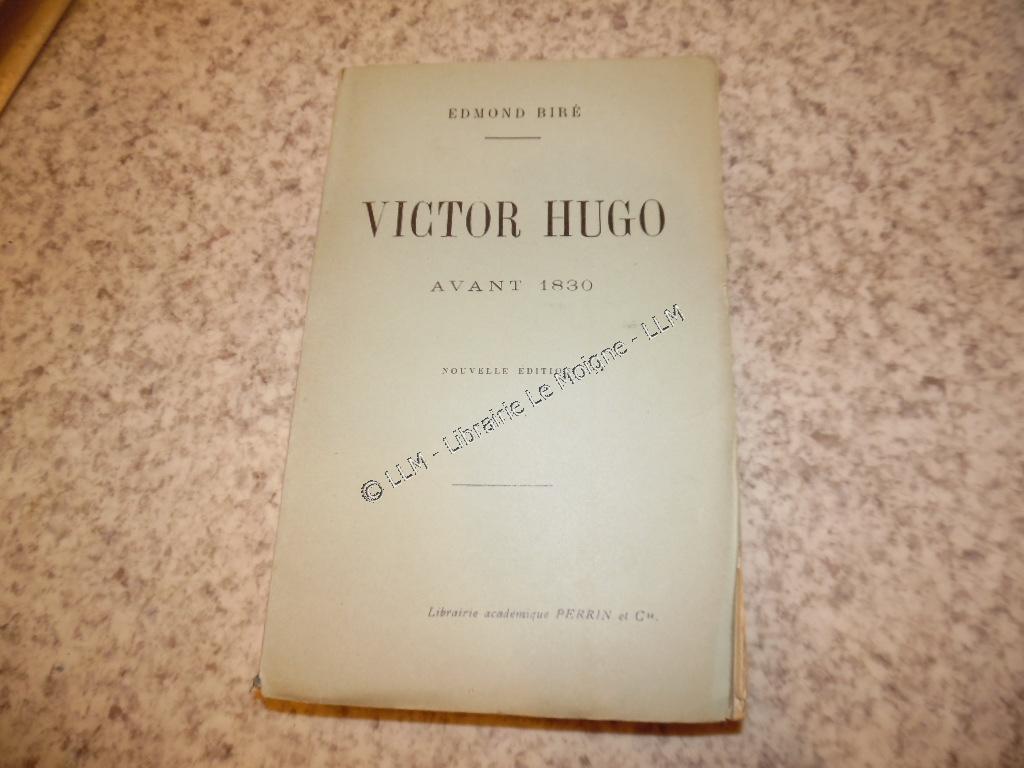 EDMOND BIRÉ
VICTOR HUGO
AVANT 1830
NOUVELLE EDITION
© LLM - Librairie Le Moigne - LLM
Librairie académique PERRIN et Cie.